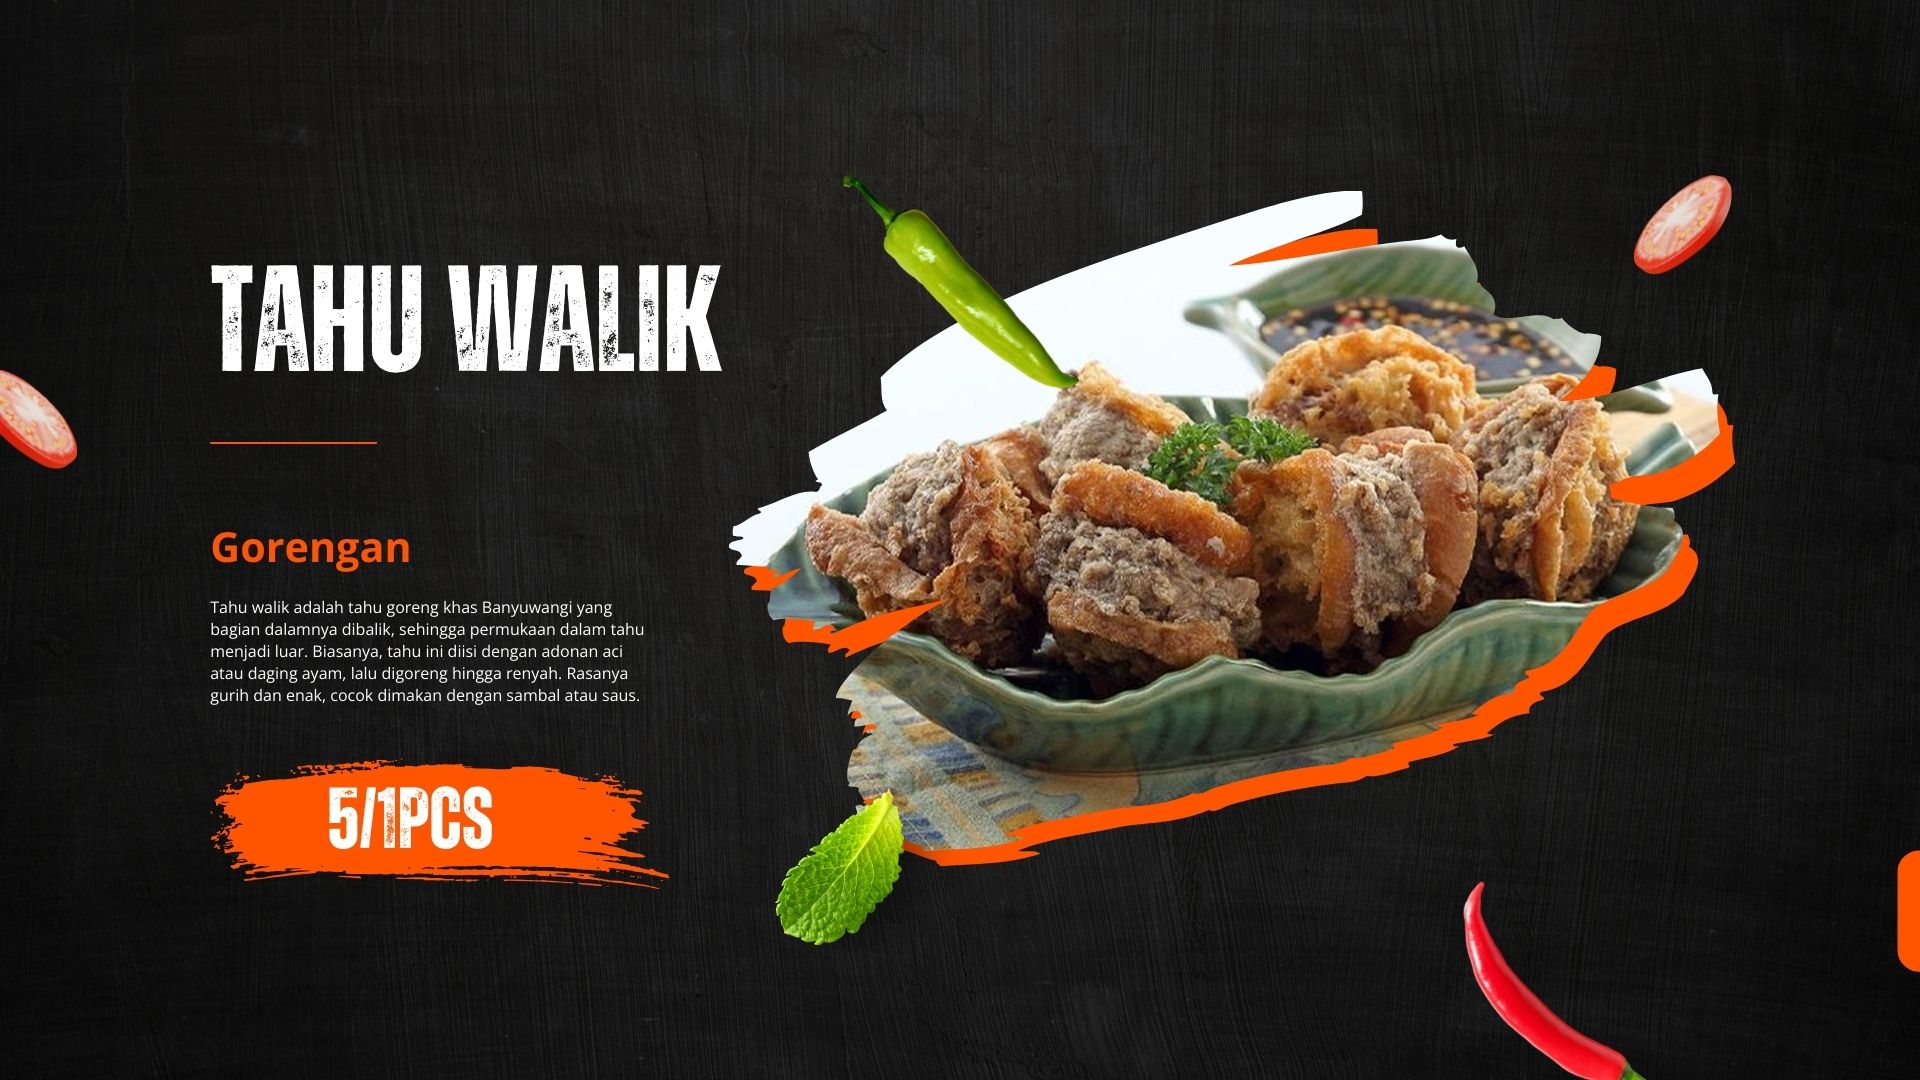 TAHU WALIK
Gorengan
Tahu walik adalah tahu goreng khas Banyuwangi yang
bagian dalamnya dibalik, sehingga permukaan dalam tahu
menjadi luar. Biasanya, tahu ini diisi dengan adonan aci
atau daging ayam, lalu digoreng hingga renyah. Rasanya
gurih dan enak, cocok dimakan dengan sambal atau saus.
5/1PCS